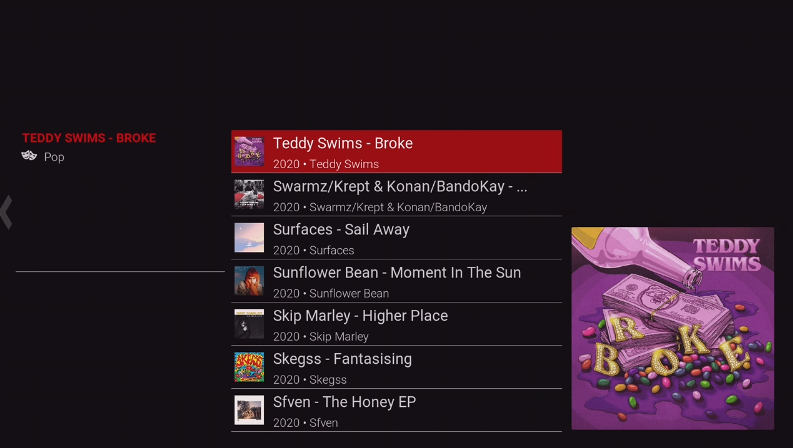 TEDDY SWIMS - BROKE
Pop
Teddy Swims - Broke
2020 • Teddy Swims
Swarmz/Krept & Konan/BandoKay - ...
2020 • Swarmz/Krept & Konan/BandoKay
Surfaces - Sail Away
2020 • Surfaces
Sunflower Bean - Moment In The Sun
2020 • Sunflower Bean
Skip Marley - Higher Place
2020 • Skip Marley
Skegss - Fantasising
2020 • Skegss
Sfven - The Honey EP
2020 • Sfven
TEDDY
SWIMS
BROKE